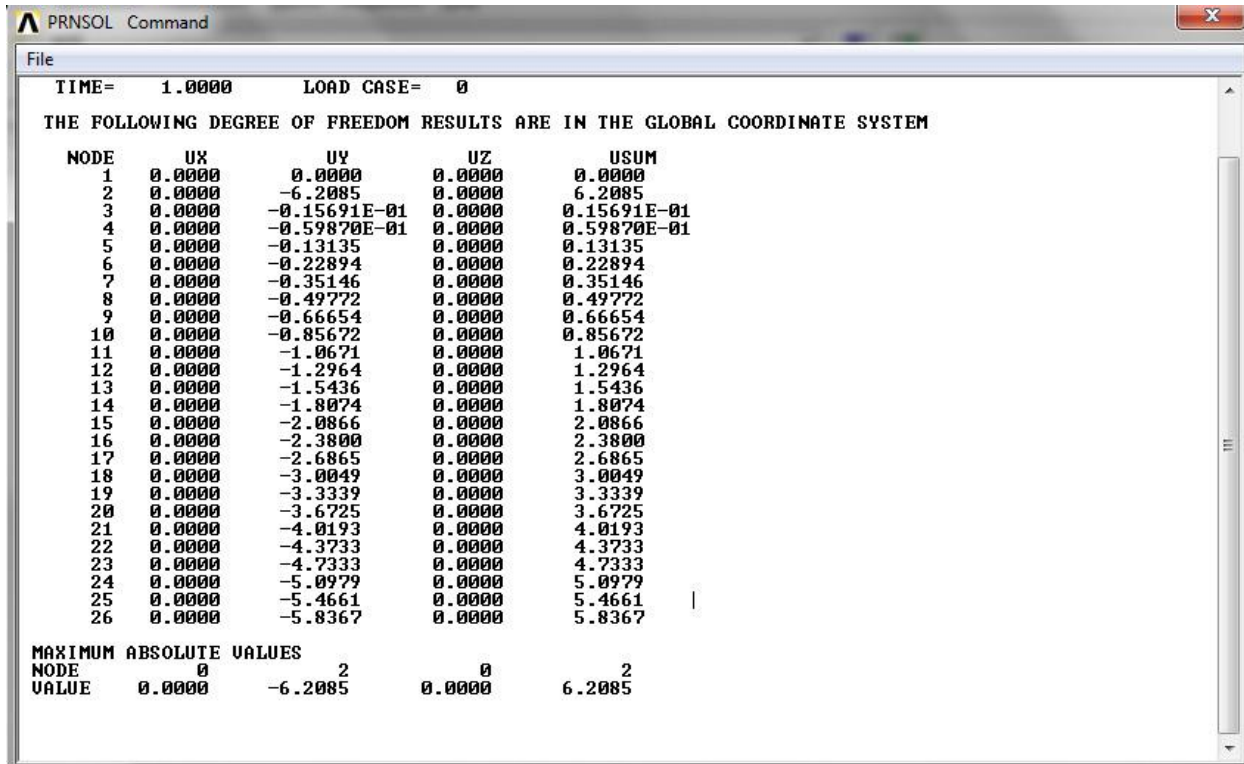 PRNSOL Command
File
TIME= 1.0000 LOAD CASE= 0
THE FOLLOWING DEGREE OF FREEDOM RESULTS ARE IN THE GLOBAL COORDINATE SYSTEM
NODE UX UY UZ USUM
1 0.0000 0.0000 0.0000 0.0000
2 0.0000 -6.2085 0.0000 6.2085
3 0.0000 -0.15691E-01 0.0000 0.15691E-01
4 0.0000 -0.59870E-01 0.0000 0.59870E-01
5 0.0000 -0.13135 0.0000 0.13135
6 0.0000 -0.22894 0.0000 0.22894
7 0.0000 -0.35146 0.0000 0.35146
8 0.0000 -0.49772 0.0000 0.49772
9 0.0000 -0.66654 0.0000 0.66654
10 0.0000 -0.85672 0.0000 0.85672
11 0.0000 -1.0671 0.0000 1.0671
12 0.0000 -1.2964 0.0000 1.2964
13 0.0000 -1.5436 0.0000 1.5436
14 0.0000 -1.8074 0.0000 1.8074
15 0.0000 -2.0866 0.0000 2.0866
16 0.0000 -2.3800 0.0000 2.3800
17 0.0000 -2.6865 0.0000 2.6865
18 0.0000 -3.0049 0.0000 3.0049
19 0.0000 -3.3339 0.0000 3.3339
20 0.0000 -3.6725 0.0000 3.6725
21 0.0000 -4.0193 0.0000 4.0193
22 0.0000 -4.3733 0.0000 4.3733
23 0.0000 -4.7333 0.0000 4.7333
24 0.0000 -5.0979 0.0000 5.0979
25 0.0000 -5.4661 0.0000 5.4661
26 0.0000 -5.8367 0.0000 5.8367
MAXIMUM ABSOLUTE VALUES
NODE 0 2 0 2
VALUE 0.0000 -6.2085 0.0000 6.2085